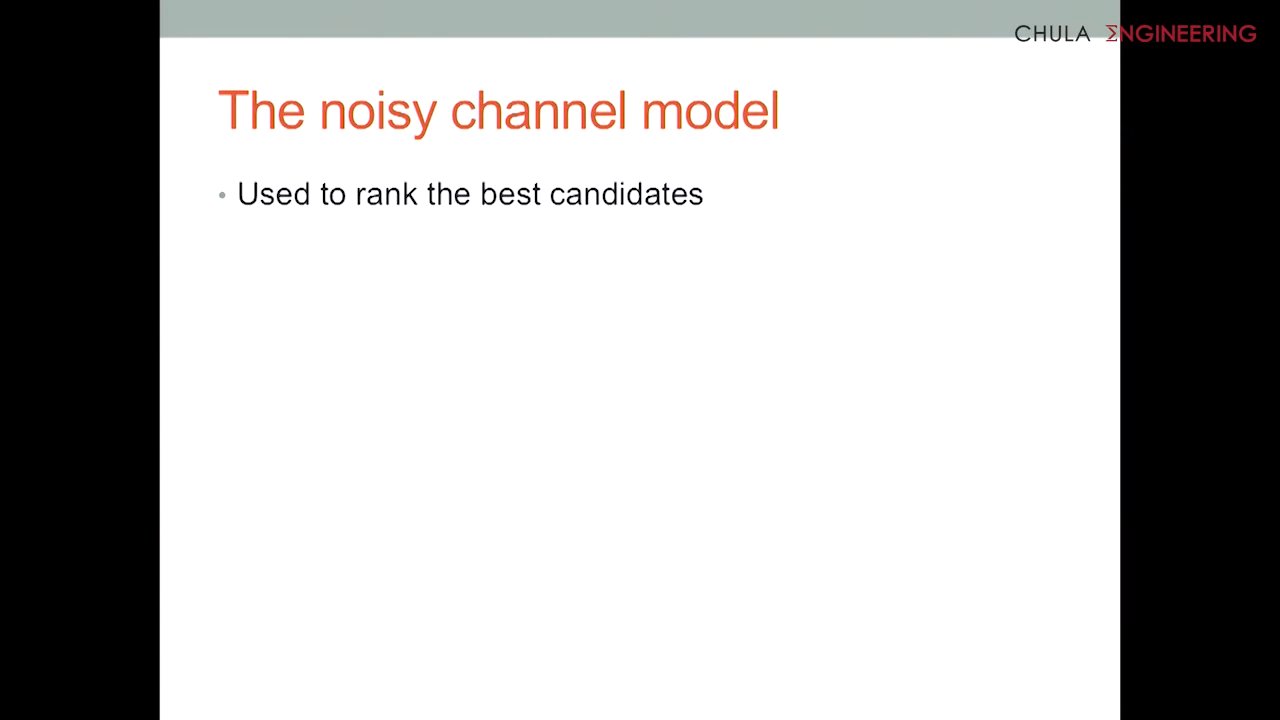 CHULA ΣNGINEERING
The noisy channel model
• Used to rank the best candidates